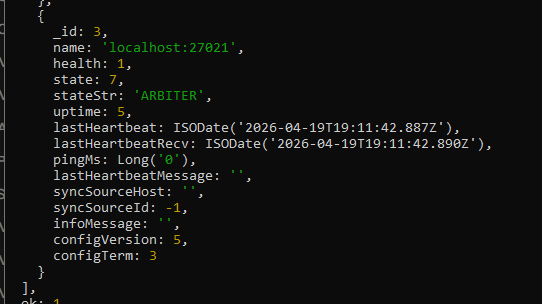 },
{
_id: 3,
name: 'localhost:27021',
health: 1,
state: 7,
stateStr: 'ARBITER',
uptime: 5,
lastHeartbeat: ISODate('2026-04-19T19:11:42.887Z'),
lastHeartbeatRecv: ISODate('2026-04-19T19:11:42.890Z'),
pingMs: Long('0'),
lastHeartbeatMessage: '',
syncSourceHost: '',
syncSourceId: -1,
infoMessage: '',
configVersion: 5,
configTerm: 3
}
],
ok: 1